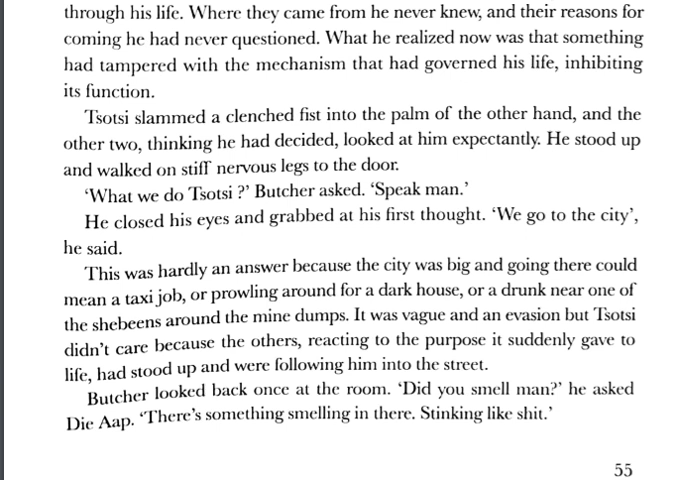 through his life. Where they came from he never knew, and their reasons for
coming he had never questioned. What he realized now was that something
had tampered with the mechanism that had governed his life, inhibiting
its function.
Tsotsi slammed a clenched fist into the palm of the other hand, and the
other two, thinking he had decided, looked at him expectantly. He stood up
and walked on stiff nervous legs to the door.
‘What we do Tsotsi ?’ Butcher asked. ‘Speak man.’
He closed his eyes and grabbed at his first thought. ‘We go to the city’,
he said.
This was hardly an answer because the city was big and going there could
mean a taxi job, or prowling around for a dark house, or a drunk near one of
the shebeens around the mine dumps. It was vague and an evasion but Tsotsi
didn’t care because the others, reacting to the purpose it suddenly gave to
life, had stood up and were following him into the street.
Butcher looked back once at the room. ‘Did you smell man?’ he asked
Die Aap. ‘There’s something smelling in there. Stinking like shit.’
55